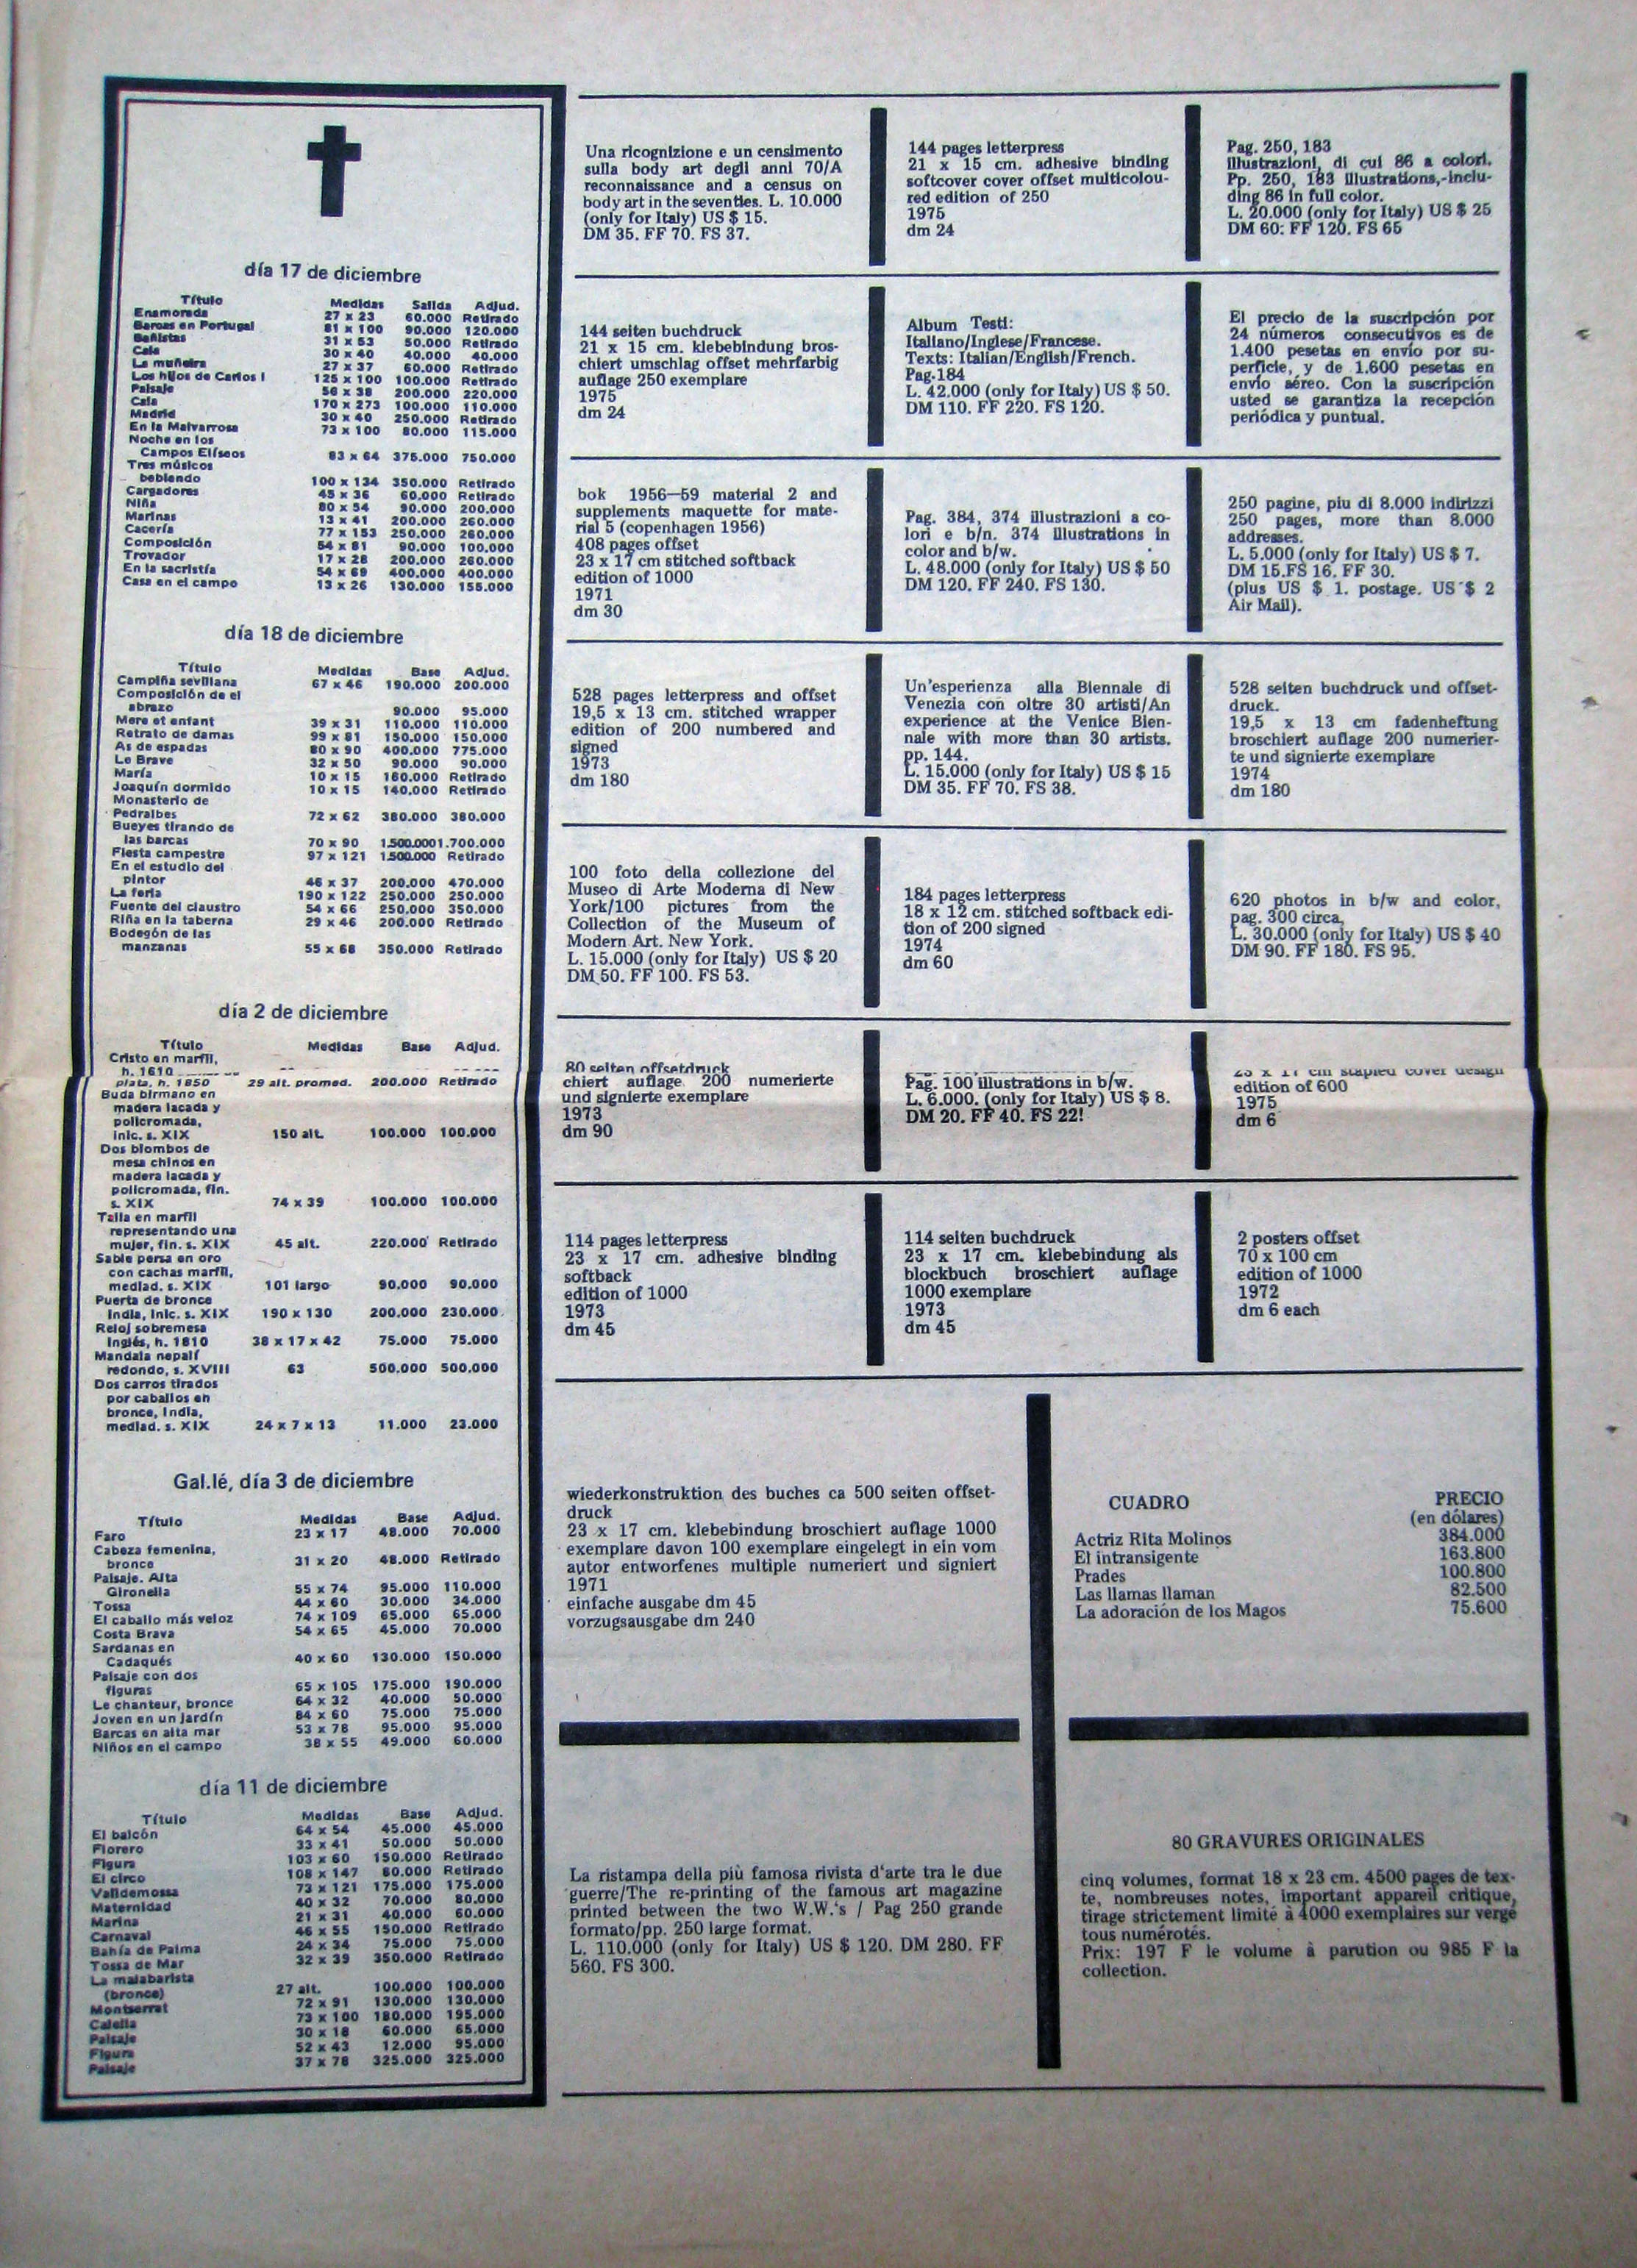 día 17 de diciembre
Título Medidas Salida Adjud.
Enamorada 27 x 23 60.000 Retirado
Barcas en Portugal 81 x 100 90.000 120.000
Bañistas 31 x 53 50.000 Retirado
Cala 30 x 40 40.000 40.000
La muñeira 27 x 37 60.000 Retirado
Los hijos de Carlos I 125 x 100 100.000 Retirado
Paisaje 56 x 38 200.000 220.000
Cala 170 x 273 100.000 110.000
Madrid 30 x 40 250.000 Retirado
En la Malvarrosa 73 x 100 80.000 115.000
Noche en los
Campos Elíseos 83 x 64 375.000 750.000
Tres músicos
bebiendo 100 x 134 350.000 Retirado
Cargadores 45 x 36 60.000 Retirado
Niña 80 x 54 90.000 200.000
Marinas 13 x 41 200.000 260.000
Cacería 77 x 153 250.000 260.000
Composición 54 x 81 90.000 100.000
Trovador 17 x 28 200.000 260.000
En la sacristía 54 x 69 400.000 400.000
Casa en el campo 13 x 26 130.000 155.000
día 18 de diciembre
Título Medidas Base Adjud.
Campiña sevillana 67 x 46 190.000 200.000
Composición de el
abrazo 90.000 95.000
Mere et enfant 39 x 31 110.000 110.000
Retrato de damas 99 x 81 150.000 150.000
As de espadas 80 x 90 400.000 775.000
Le Brave 32 x 50 90.000 90.000
María 10 x 15 160.000 Retirado
Joaquín dormido 10 x 15 140.000 Retirado
Monasterio de
Pedralbes 72 x 62 380.000 380.000
Bueyes tirando de
las barcas 70 x 90 1.500.000 1.700.000
Fiesta campestre 97 x 121 1.500.000 Retirado
En el estudio del
pintor 46 x 37 200.000 470.000
La feria 190 x 122 250.000 250.000
Fuente del claustro 54 x 66 250.000 350.000
Riña en la taberna 29 x 46 200.000 Retirado
Bodegón de las
manzanas 55 x 68 350.000 Retirado
día 2 de diciembre
Título Medidas Base Adjud.
Cristo en marfil,
h. 1610
plata, h. 1850 29 alt. promed. 200.000 Retirado
Buda birmano en
madera lacada y
policromada,
inic. s. XIX 150 alt. 100.000 100.000
Dos biombos de
mesa chinos en
madera lacada y
policromada, fin.
s. XIX 74 x 39 100.000 100.000
Talla en marfil
representando una
mujer, fin. s. XIX 45 alt. 220.000 Retirado
Sable persa en oro
con cachas marfil,
mediad. s. XIX 101 largo 90.000 90.000
Puerta de bronce
India, inic. s. XIX 190 x 130 200.000 230.000
Reloj sobremesa
inglés, h. 1810 38 x 17 x 42 75.000 75.000
Mandala nepalí
redondo, s. XVIII 63 500.000 500.000
Dos carros tirados
por caballos en
bronce, India,
mediad. s. XIX 24 x 7 x 13 11.000 23.000
Gal.lé, día 3 de diciembre
Título Medidas Base Adjud.
Faro 23 x 17 48.000 70.000
Cabeza femenina,
bronce 31 x 20 48.000 Retirado
Paisaje. Alta
Gironella 55 x 74 95.000 110.000
Tossa 44 x 60 30.000 34.000
El caballo más veloz 74 x 109 65.000 65.000
Costa Brava 54 x 65 45.000 70.000
Sardanas en
Cadaqués 40 x 60 130.000 150.000
Paisaje con dos
figuras 65 x 105 175.000 190.000
Le chanteur, bronce 64 x 32 40.000 50.000
Joven en un jardín 84 x 60 75.000 75.000
Barcas en alta mar 53 x 78 95.000 95.000
Niños en el campo 38 x 55 49.000 60.000
día 11 de diciembre
Título Medidas Base Adjud.
El balcón 64 x 54 45.000 45.000
Florero 33 x 41 50.000 50.000
Figura 103 x 60 150.000 Retirado
El circo 108 x 147 80.000 Retirado
Valldemossa 73 x 121 175.000 175.000
Maternidad 40 x 32 70.000 80.000
Marina 21 x 31 40.000 60.000
Carnaval 46 x 55 150.000 Retirado
Bahía de Palma 24 x 34 75.000 75.000
Tossa de Mar 32 x 39 350.000 Retirado
La malabarista
(bronce) 27 alt. 100.000 100.000
Montserrat 72 x 91 130.000 130.000
Calella 73 x 100 180.000 195.000
Paisaje 30 x 18 60.000 65.000
Figura 52 x 43 12.000 95.000
Paisaje 37 x 78 325.000 325.000
Una ricognizione e un censimento
sulla body art degli anni 70/A
reconnaissance and a census on
body art in the seventies. L. 10.000
(only for Italy) US $ 15.
DM 35. FF 70. FS 37.
144 pages letterpress
21 x 15 cm. adhesive binding
softcover cover offset multicolou-
red edition of 250
1975
dm 24
Pag. 250, 183
illustrazioni, di cui 86 a colori.
Pp. 250, 183 illustrations,-inclu-
ding 86 in full color.
L. 20.000 (only for Italy) US $ 25
DM 60: FF 120. FS 65
144 seiten buchdruck
21 x 15 cm. klebebindung bros-
chiert umschlag offset mehrfarbig
auflage 250 exemplare
1975
dm 24
Album Testi:
Italiano/Inglese/Francese.
Texts: Italian/English/French.
Pag.184
L. 42.000 (only for Italy) US $ 50.
DM 110. FF 220. FS 120.
El precio de la suscripción por
24 números consecutivos es de
1.400 pesetas en envío por su-
perficie, y de 1.600 pesetas en
envío aéreo. Con la suscripción
usted se garantiza la recepción
periódica y puntual.
bok 1956—59 material 2 and
supplements maquette for mate-
rial 5 (copenhagen 1956)
408 pages offset
23 x 17 cm stitched softback
edition of 1000
1971
dm 30
Pag. 384, 374 illustrazioni a co-
lori e b/n. 374 illustrations in
color and b/w.
L. 48.000 (only for Italy) US $ 50
DM 120. FF 240. FS 130.
250 pagine, piu di 8.000 indirizzi
250 pages, more than 8.000
addresses.
L. 5.000 (only for Italy) US $ 7.
DM 15.FS 16. FF 30.
(plus US $ 1. postage. US $ 2
Air Mail).
528 pages letterpress and offset
19,5 x 13 cm. stitched wrapper
edition of 200 numbered and
signed
1973
dm 180
Un'esperienza alla Biennale di
Venezia con oltre 30 artisti/An
experience at the Venice Bien-
nale with more than 30 artists.
pp. 144.
L. 15.000 (only for Italy) US $ 15
DM 35. FF 70. FS 38.
528 seiten buchdruck und offset-
druck.
19,5 x 13 cm fadenheftung
broschiert auflage 200 numerier-
te und signierte exemplare
1974
dm 180
100 foto della collezione del
Museo di Arte Moderna di New
York/100 pictures from the
Collection of the Museum of
Modern Art. New York.
L. 15.000 (only for Italy) US $ 20
DM 50. FF 100. FS 53.
184 pages letterpress
18 x 12 cm. stitched softback edi-
tion of 200 signed
1974
dm 60
620 photos in b/w and color,
pag. 300 circa,
L. 30.000 (only for Italy) US $ 40
DM 90. FF 180. FS 95.
80 seiten offsetdruck
chiert auflage 200 numerierte
und signierte exemplare
1973
dm 90
Pag. 100 illustrations in b/w.
L. 6.000. (only for Italy) US $ 8.
DM 20. FF 40. FS 22!
cm stapled cover design
edition of 600
1975
dm 6
114 pages letterpress
23 x 17 cm. adhesive binding
softback
edition of 1000
1973
dm 45
114 seiten buchdruck
23 x 17 cm. klebebindung als
blockbuch broschiert auflage
1000 exemplare
1973
dm 45
2 posters offset
70 x 100 cm
edition of 1000
1972
dm 6 each
wiederkonstruktion des buches ca 500 seiten offset-
druck
23 x 17 cm. klebebindung broschiert auflage 1000
exemplare davon 100 exemplare eingelegt in ein vom
autor entworfenes multiple numeriert und signiert
1971
einfache ausgabe dm 45
vorzugsausgabe dm 240
CUADRO PRECIO
(en dólares)
Actriz Rita Molinos 384.000
El intransigente 163.800
Prades 100.800
Las llamas llaman 82.500
La adoración de los Magos 75.600
La ristampa della più famosa rivista d'arte tra le due
guerre/The re-printing of the famous art magazine
printed between the two W.W.'s / Pag 250 grande
formato/pp. 250 large format.
L. 110.000 (only for Italy) US $ 120. DM 280. FF
560. FS 300.
80 GRAVURES ORIGINALES
cinq volumes, format 18 x 23 cm. 4500 pages de tex-
te, nombreuses notes, important appareil critique,
tirage strictement limité à 4000 exemplaires sur vergé
tous numérotés.
Prix: 197 F le volume à parution ou 985 F la
collection.